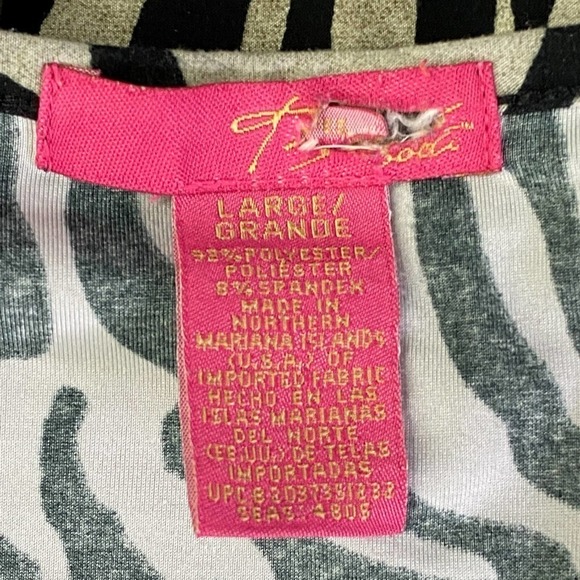 LARGE/
GRANDE
92% POLYESTER/
POLIÉSTER
8% SPANDEX
MADE IN
NORTHERN
MARIANA ISLANDS
(U.S.A.) OF
IMPORTED FABRIC
HECHO EN LAS
ISLAS MARIANAS
DEL NORTE
(EE.UU.) DE TELAS
IMPORTADAS